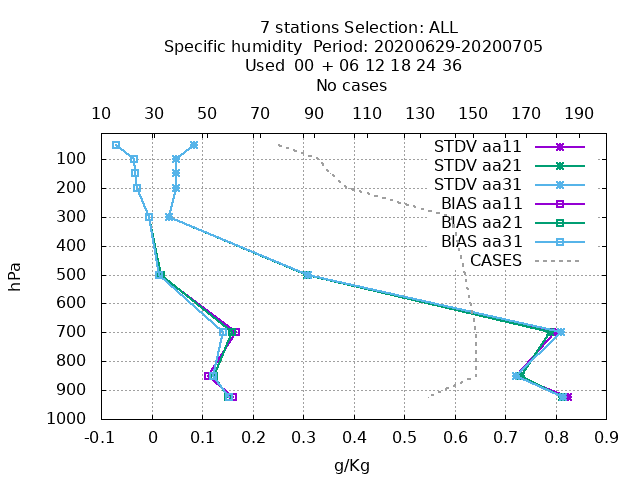 7 stations Selection: ALL
Specific humidity  Period: 20200629-20200705
Used  00 + 06 12 18 24 36
No cases
10 30 50 70 90 110 130 150 170 190
STDV aa11
STDV aa21
STDV aa31
BIAS aa11
BIAS aa21
BIAS aa31
CASES
hPa
100
200
300
400
500
600
700
800
900
1000
-0.1 0 0.1 0.2 0.3 0.4 0.5 0.6 0.7 0.8 0.9
g/Kg